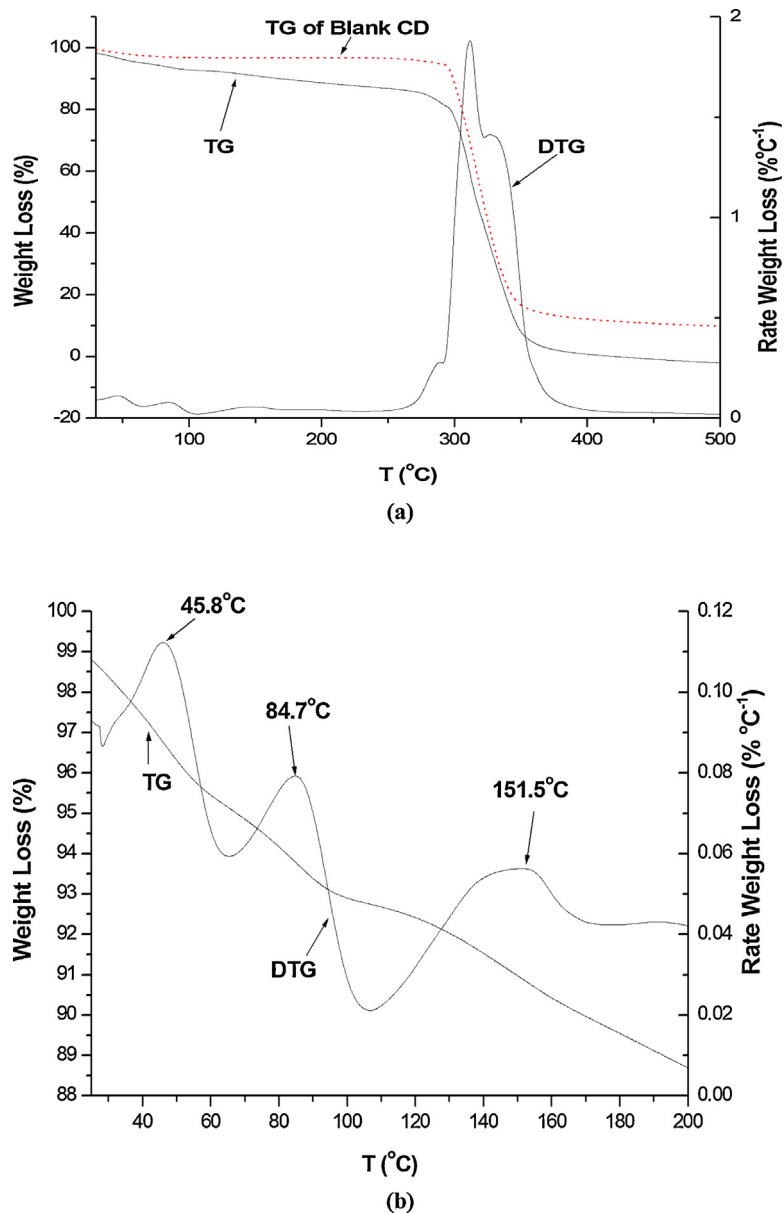 TG of Blank CD
TG
DTG
Weight Loss (%)
100
80
60
40
20
0
-20
Rate Weight Loss (%°C⁻¹)
2
1
0
100
200
300
400
500
T (°C)
(a)
45.8°C
84.7°C
151.5°C
TG
DTG
Weight Loss (%)
100
99
98
97
96
95
94
93
92
91
90
89
88
Rate Weight Loss (% °C⁻¹)
0.12
0.10
0.08
0.06
0.04
0.02
0.00
40
60
80
100
120
140
160
180
200
T (°C)
(b)